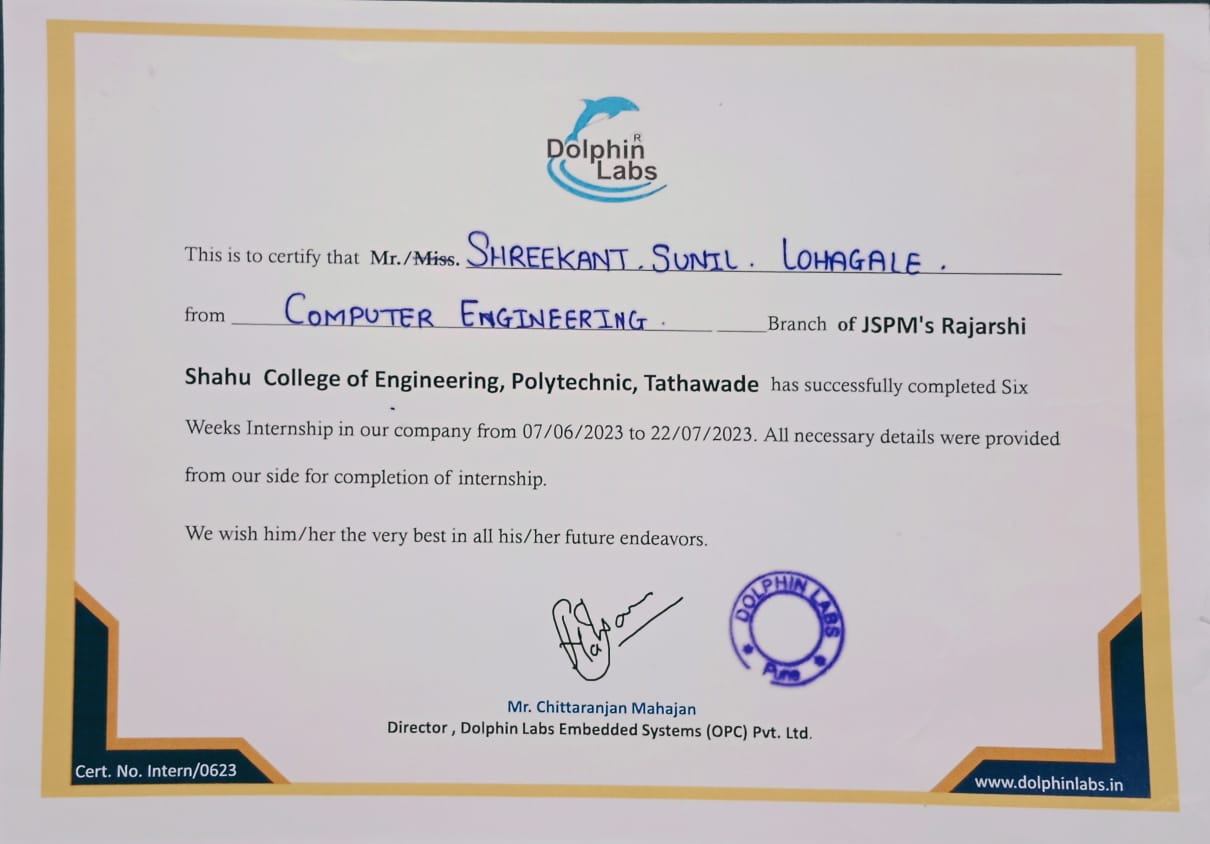 Dolphin R
Labs
This is to certify that Mr./Miss. SHREEKANT. SUNIL. LOHAGALE.
from COMPUTER ENGINEERING. Branch of JSPM's Rajarshi
Shahu College of Engineering, Polytechnic, Tathawade has successfully completed Six
Weeks Internship in our company from 07/06/2023 to 22/07/2023. All necessary details were provided
from our side for completion of internship.
We wish him/her the very best in all his/her future endeavors.
DOLPHIN LABS
Pune
Mr. Chittaranjan Mahajan
Director , Dolphin Labs Embedded Systems (OPC) Pvt. Ltd.
Cert. No. Intern/0623
www.dolphinlabs.in